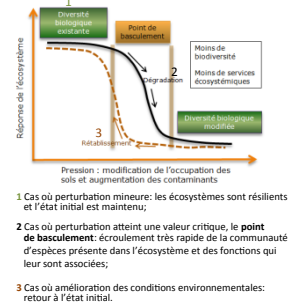 1
Diversité
biologique
existante
Point de
basculement
Moins de
biodiversité
Moins de services
écosystémiques
2
Dégradation
Diversité biologique
modifiée
3
Rétablissement
Réponse de l'écosystème
Pression : modification de l'occupation des
sols et augmentation des contaminants
1 Cas où perturbation mineure: les écosystèmes sont résilients
et l'état initial est maintenu;
2 Cas où perturbation atteint une valeur critique, le point
de basculement: écroulement très rapide de la communauté
d'espèces présente dans l'écosystème et des fonctions qui
leur sont associées;
3 Cas où amélioration des conditions environnementales:
retour à l'état initial.